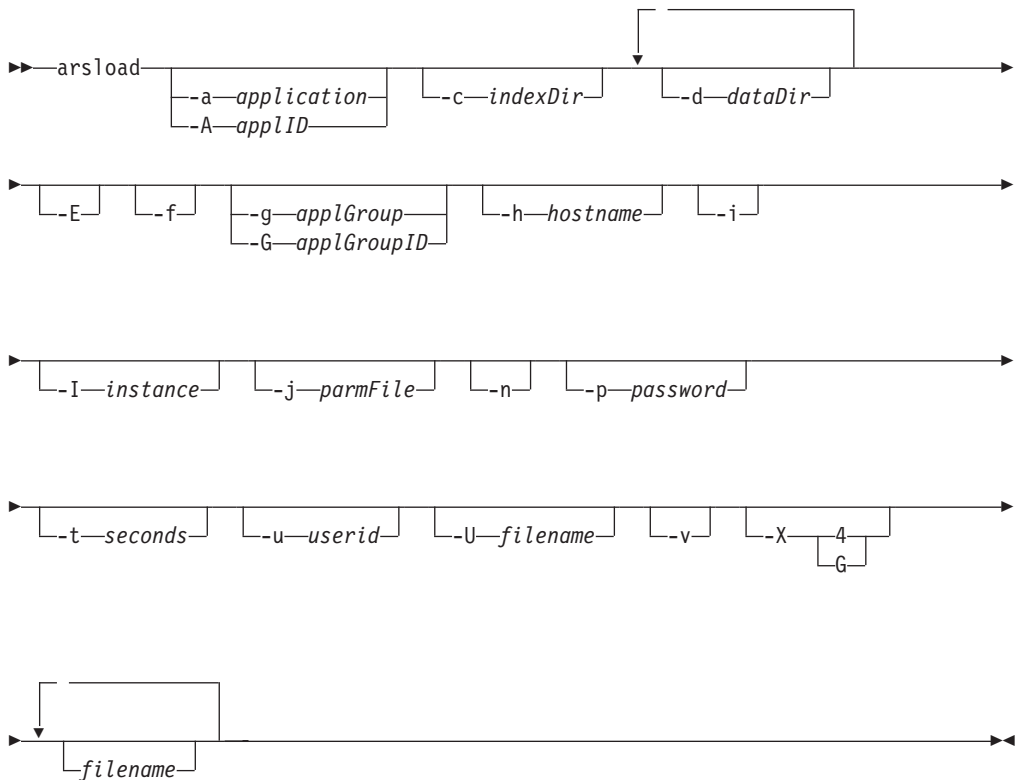 arsload -a application -c indexDir -d dataDir
-A applID
-E -f -g applGroup -h hostname -i
-G applGroupID
-I instance -j parmFile -n -p password
-t seconds -u userid -U filename -v -X 4
G
filename